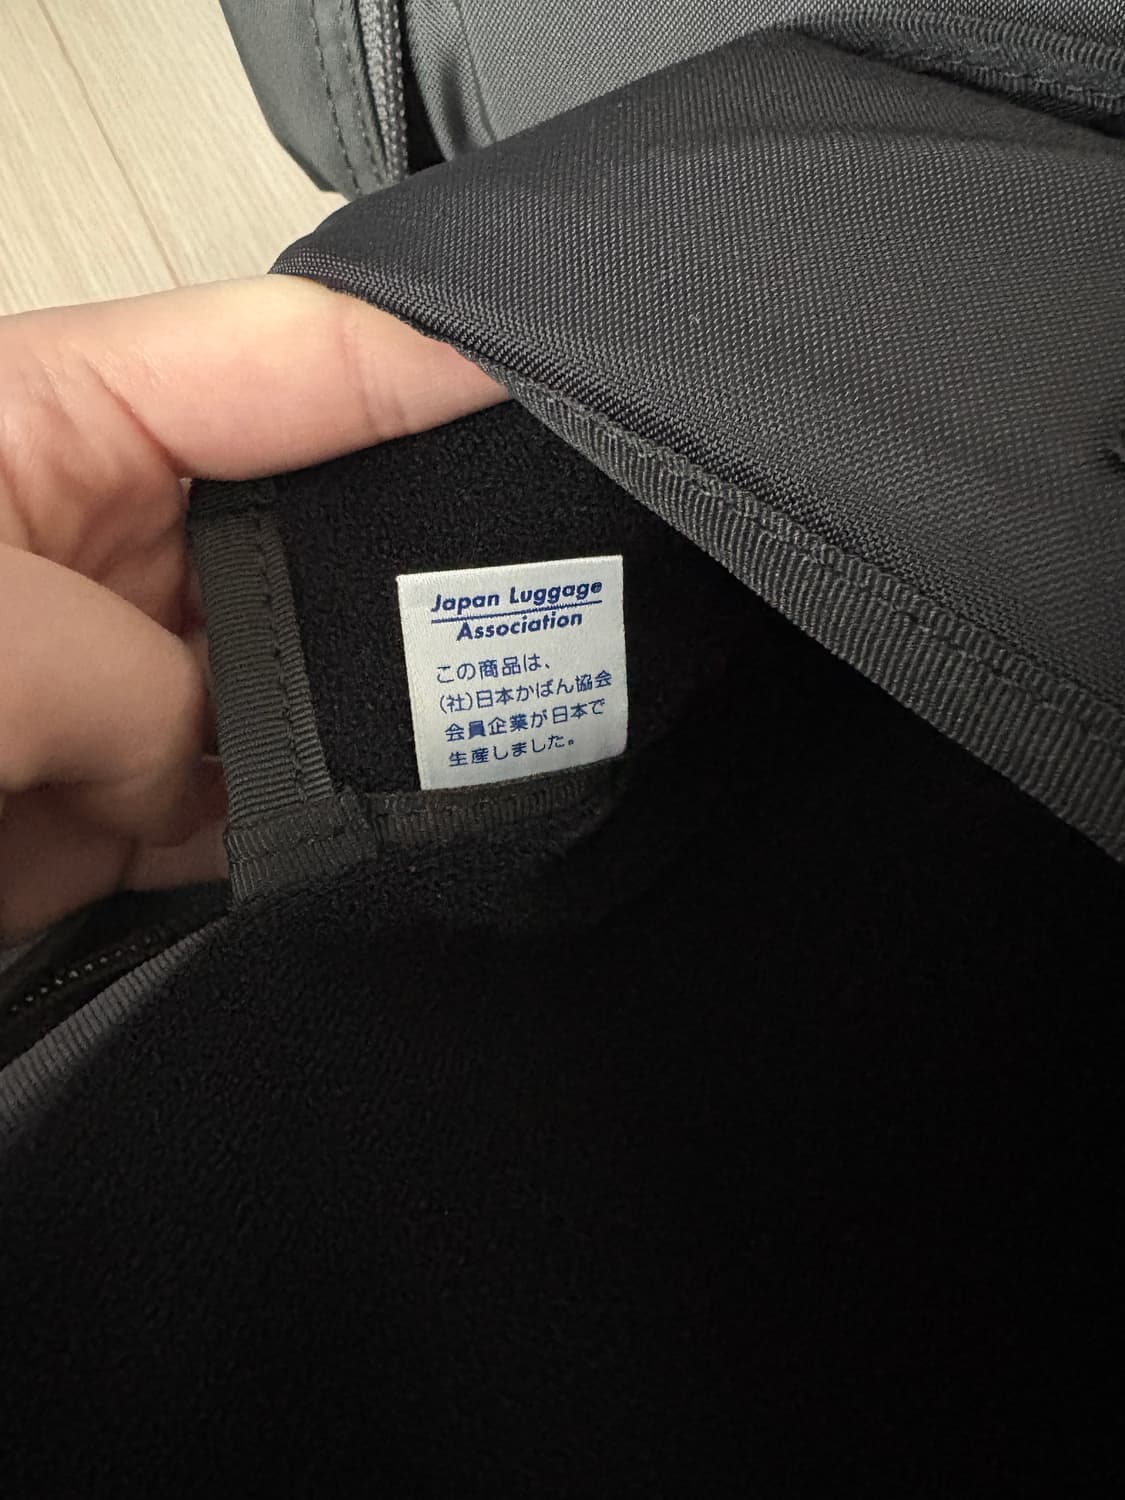 Japan Luggage
Association
この商品は、
(社)日本かばん協会
会員企業が日本で
生産しました。